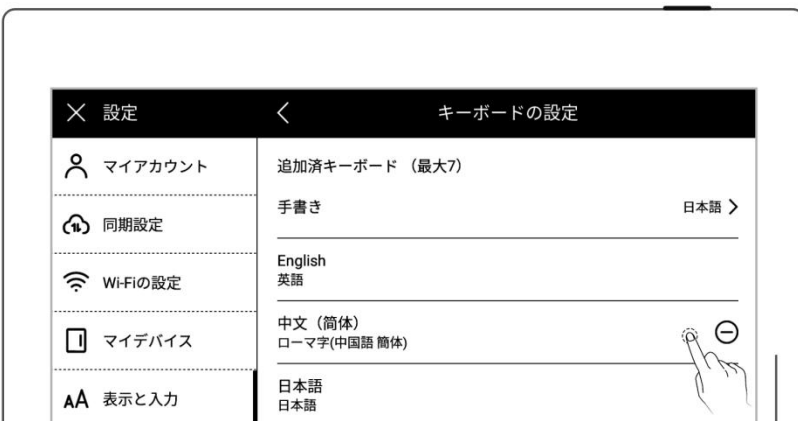 設定
キーボードの設定
マイアカウント
同期設定
Wi-Fiの設定
マイデバイス
AA 表示と入力
追加済キーボード （最大7）
手書き 日本語
English
英語
中文（简体）
ローマ字(中国語 簡体)
日本語
日本語